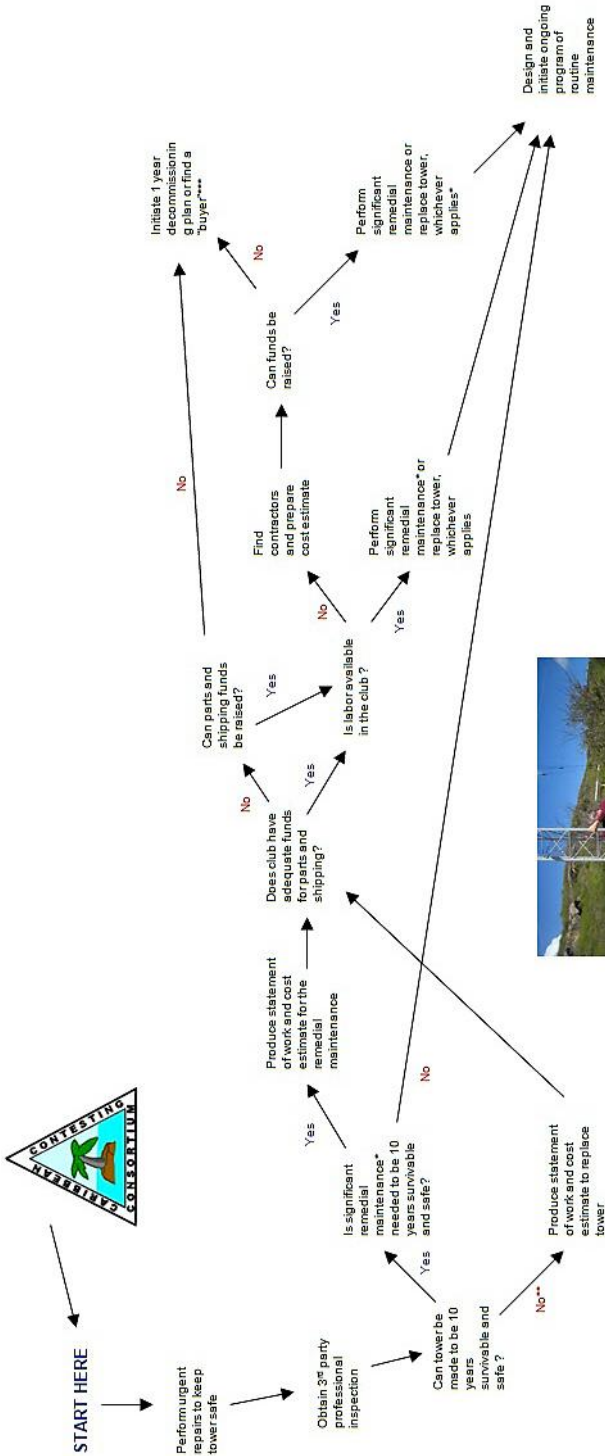 CARIBBEAN
CONTESTING
CONSORTIUM
START HERE
Perform urgent
repairs to keep
tower safe
Obtain 3rd party
professional
inspection
Can tower be
made to be 10
years
survivable and
safe ?
Yes
No**
Is significant
remedial
maintenance*
needed to be 10
years survivable
and safe?
Yes
No
Produce statement
of work and cost
estimate to replace
tower
Produce statement
of work and cost
estimate for the
remedial
maintenance
Does club have
adequate funds
for parts and
shipping?
No
Yes
Can parts and
shipping funds
be raised?
No
Yes
Is labor available
in the club ?
No
Yes
Find
contractors
and prepare
cost estimate
Perform
significant
remedial
maintenance* or
replace tower,
whichever
applies
Can funds be
raised?
No
Yes
Initiate 1 year
decommissionin
g plan or find a
"buyer"***
Perform
significant
remedial
maintenance or
replace tower,
whichever
applies*
Design and
initiate ongoing
program of
routine
maintenance